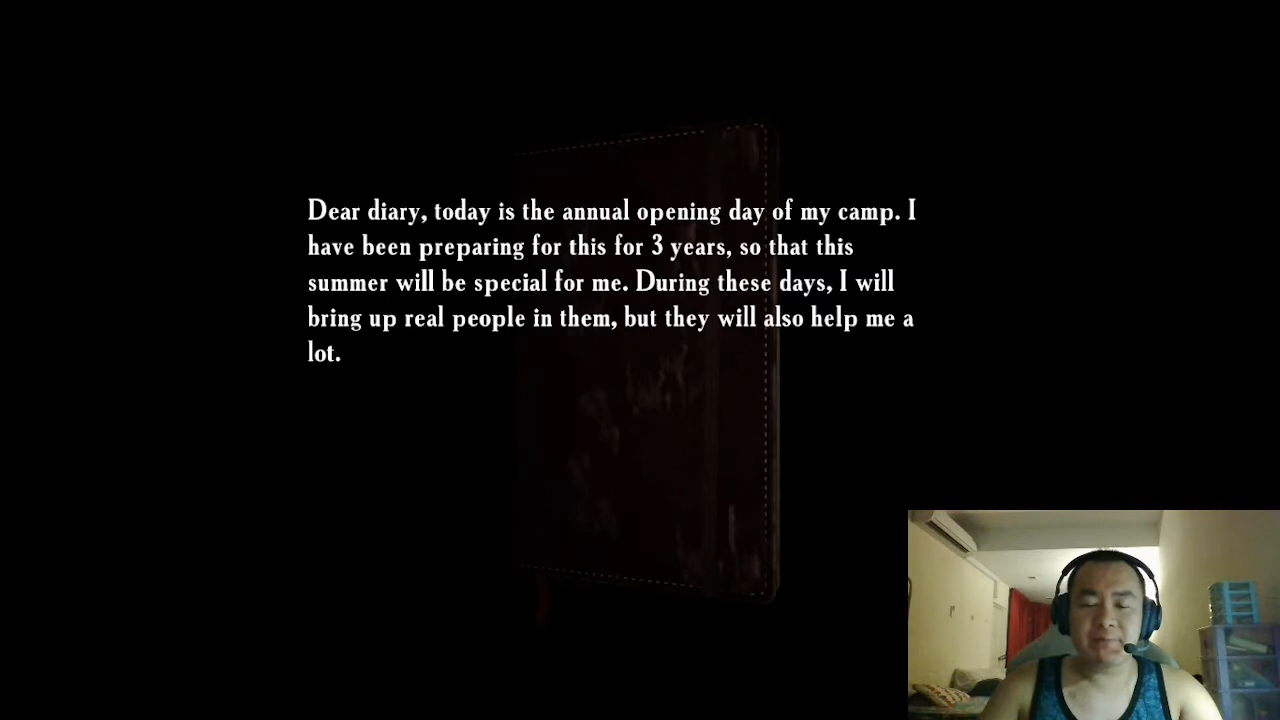 Dear diary, today is the annual opening day of my camp. I
have been preparing for this for 3 years, so that this
summer will be special for me. During these days, I will
bring up real people in them, but they will also help me a
lot.